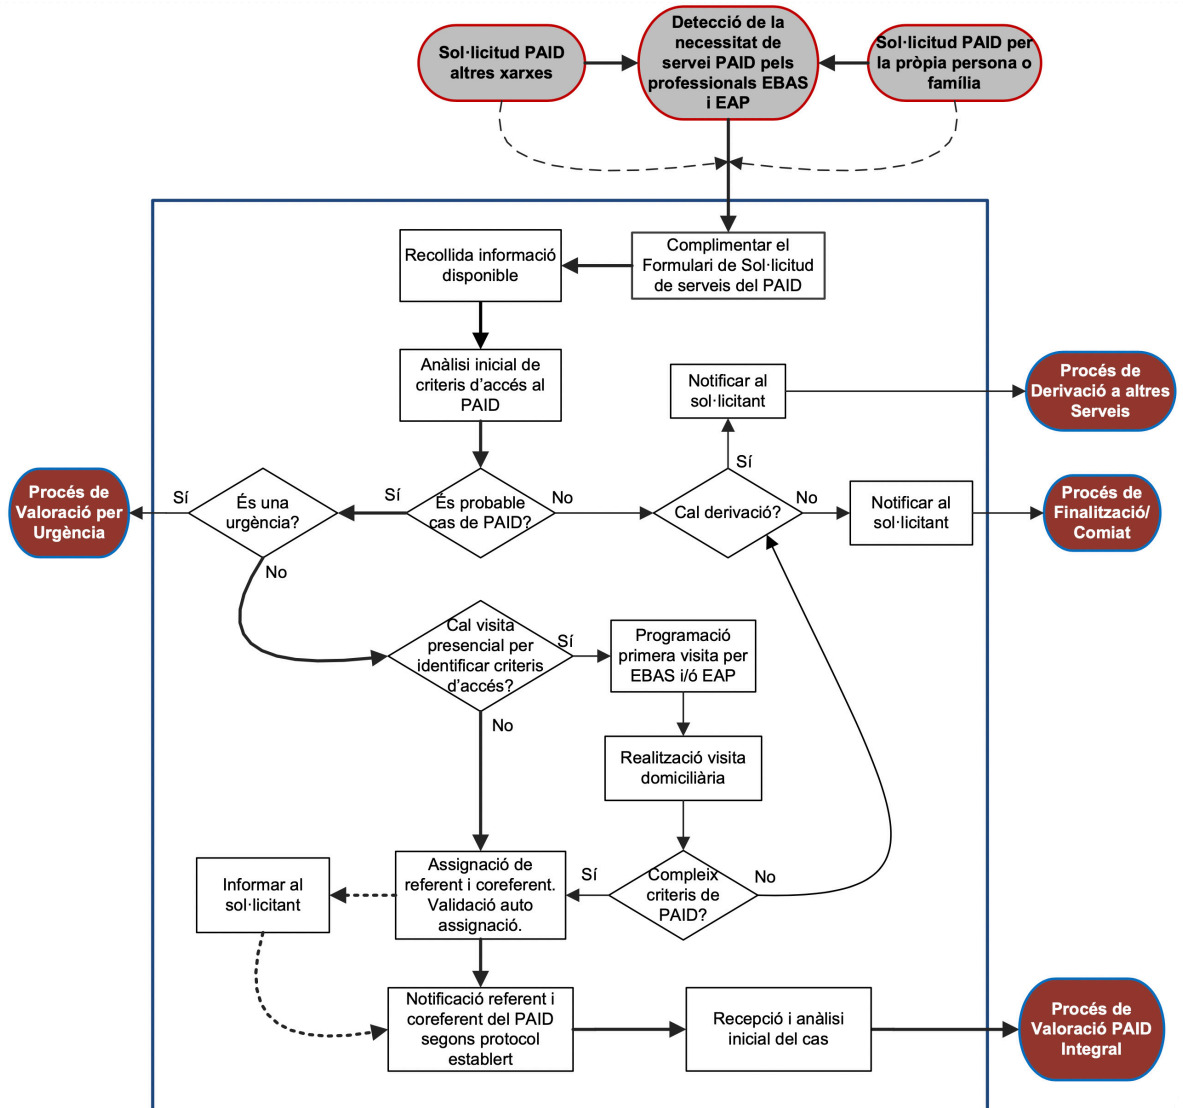 Sol·licitud PAID
altres xarxes
Detecció de la
necessitat de
servei PAID pels
professionals EBAS
i EAP
Sol·licitud PAID per
la pròpia persona o
família
Recollida informació
disponible
Complimentar el
Formulari de Sol·licitud
de serveis del PAID
Anàlisi inicial de
criteris d'accés al
PAID
Notificar al
sol·licitant
Procés de
Derivació a altres
Serveis
Procés de
Valoració per
Urgència
Sí
És una
urgència?
Sí
És probable
cas de PAID?
No
Sí
Cal derivació?
No
Notificar al
sol·licitant
Procés de
Finalització/
Comiat
No
Cal visita
presencial per
identificar criteris
d'accés?
Sí
Programació
primera visita per
EBAS i/ó EAP
No
Realització visita
domiciliària
Informar al
sol·licitant
Assignació de
referent i coreferent.
Validació auto
assignació.
Sí
Compleix
criteris de
PAID?
No
Notificació referent i
coreferent del PAID
segons protocol
establert
Recepció i anàlisi
inicial del cas
Procés de
Valoració PAID
Integral